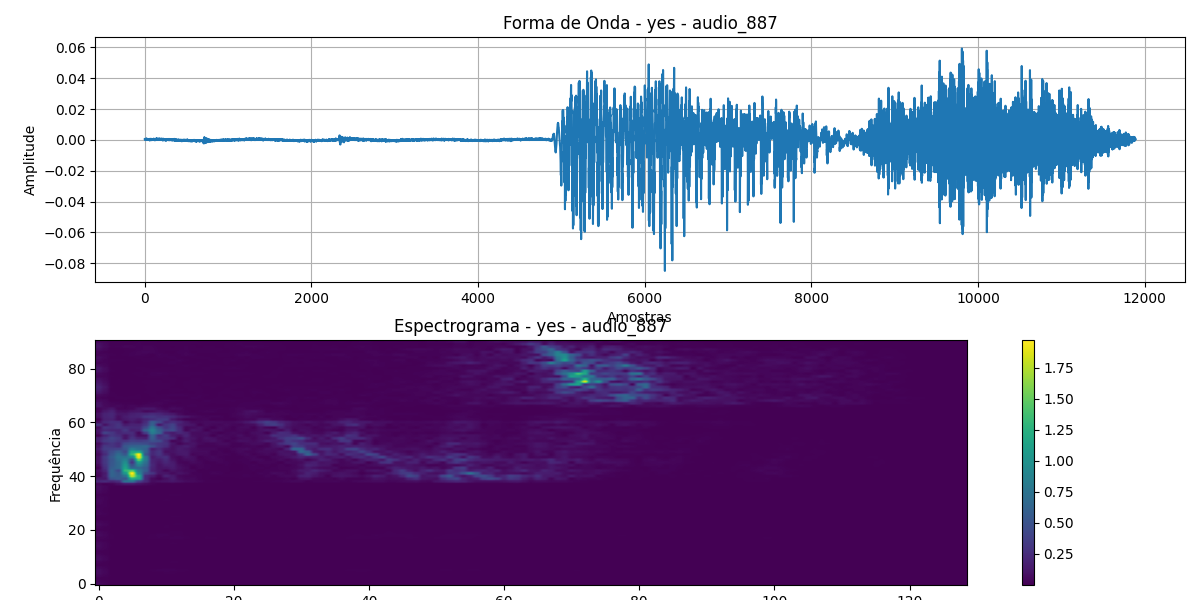 Forma de Onda - yes - audio_887
0.06
0.04
0.02
0.00
−0.02
−0.04
−0.06
−0.08
Amplitude
0 2000 4000 6000 8000 10000 12000
Amostras
Espectrograma - yes - audio_887
80
60
40
20
0
Frequência
0 20 40 60 80 100 120
1.75
1.50
1.25
1.00
0.75
0.50
0.25